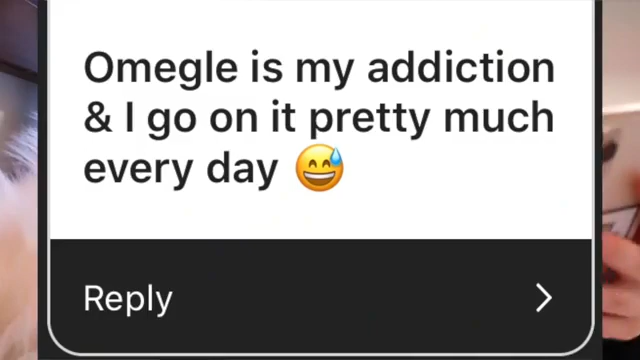 Omegle is my addiction
& I go on it pretty much
every day 😅
Reply